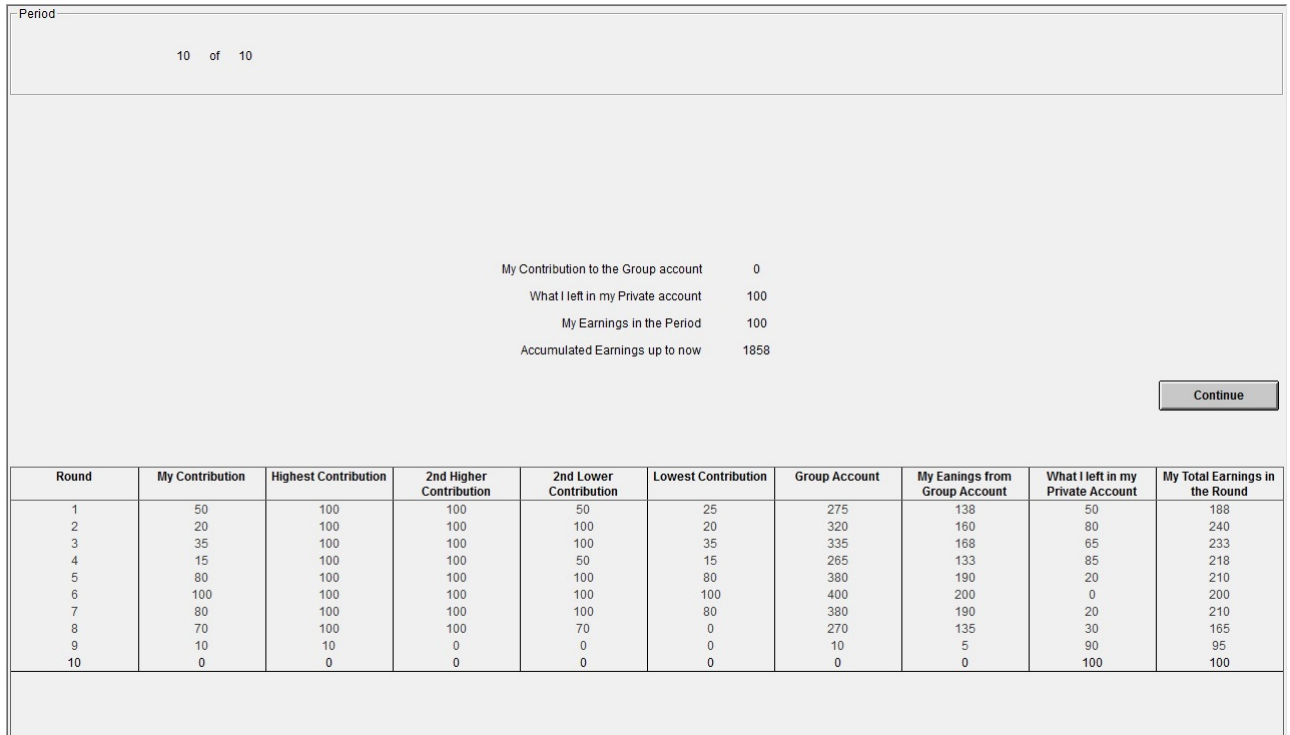 Period
10 of 10
My Contribution to the Group account 0
What I left in my Private account 100
My Earnings in the Period 100
Accumulated Earnings up to now 1858
Continue
Round My Contribution Highest Contribution 2nd Higher Contribution 2nd Lower Contribution Lowest Contribution Group Account My Eanings from Group Account What I left in my Private Account My Total Earnings in the Round
1 50 100 100 50 25 275 138 50 188
2 20 100 100 100 20 320 160 80 240
3 35 100 100 100 35 335 168 65 233
4 15 100 100 50 15 265 133 85 218
5 80 100 100 100 80 380 190 20 210
6 100 100 100 100 100 400 200 0 200
7 80 100 100 100 80 380 190 20 210
8 70 100 100 70 0 270 135 30 165
9 10 10 0 0 0 10 5 90 95
10 0 0 0 0 0 0 0 100 100